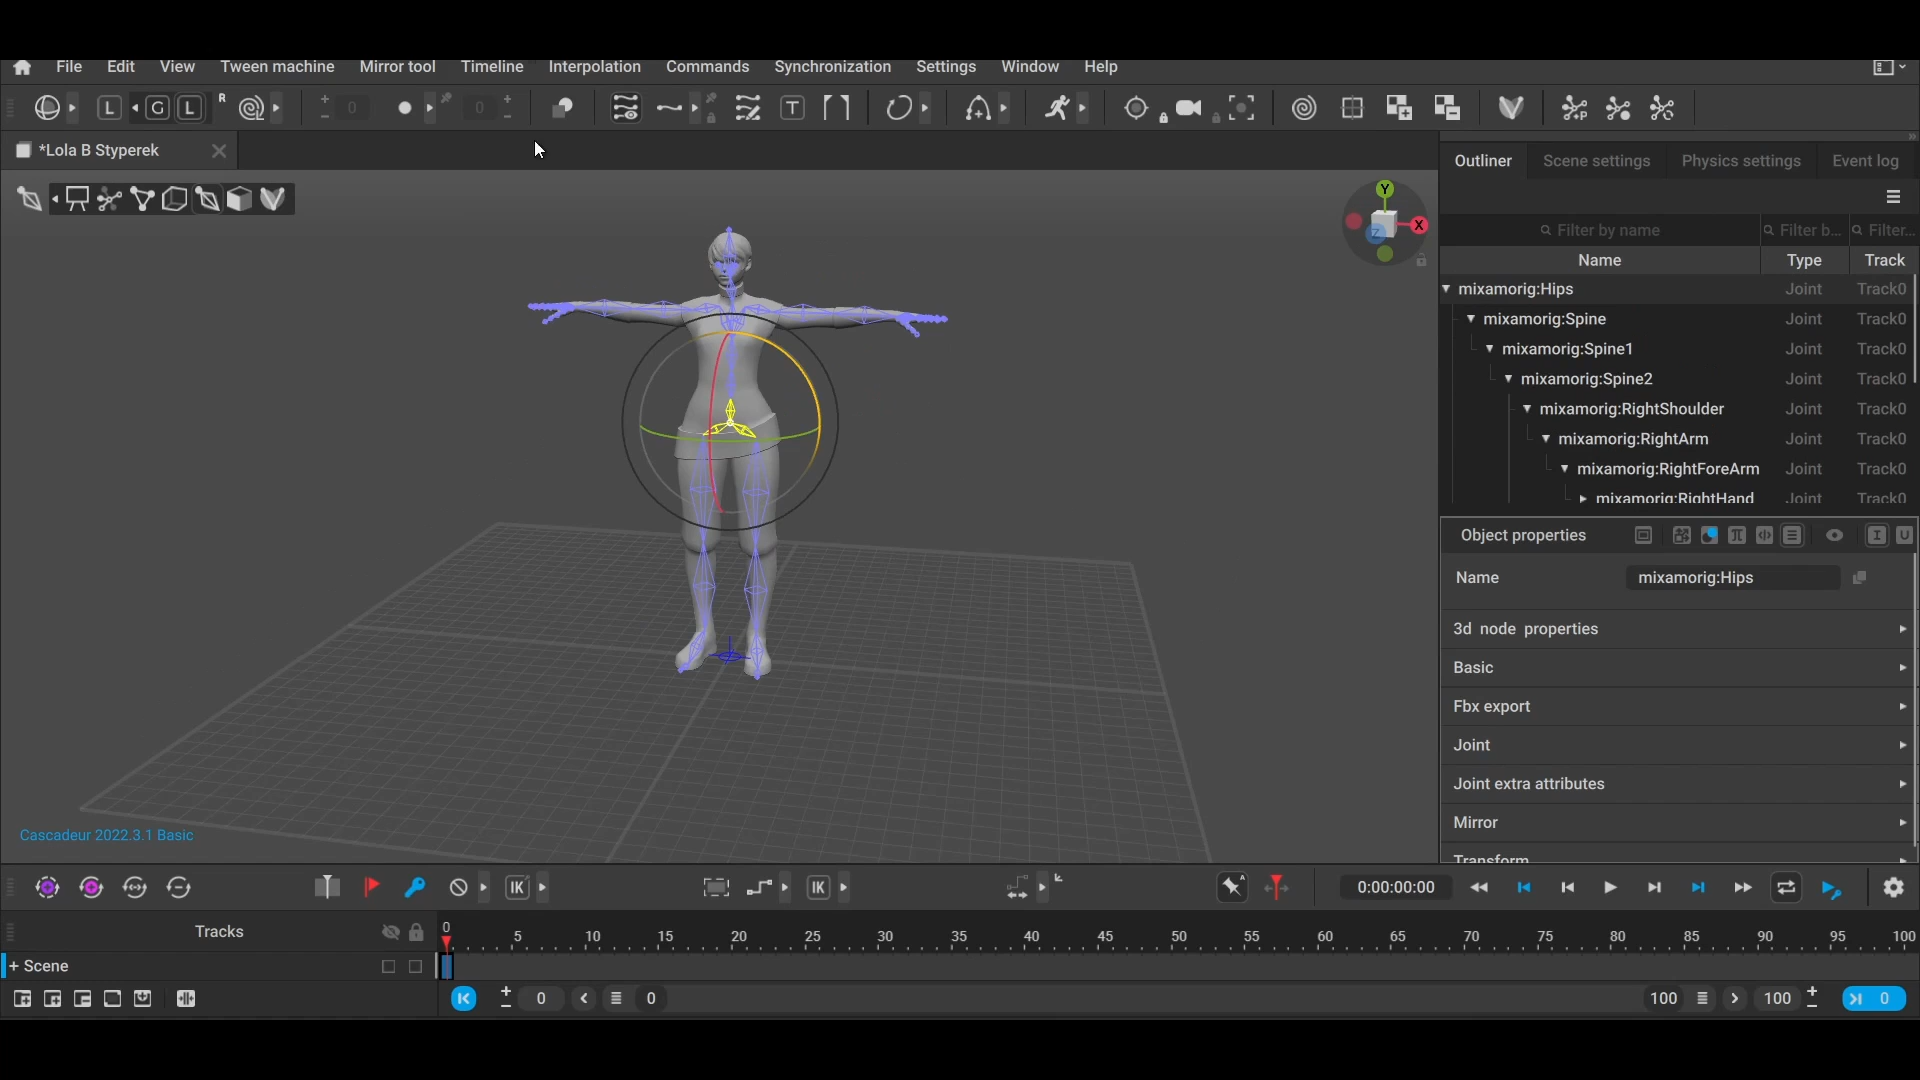 File Edit View Tween machine Mirror tool Timeline Interpolation Commands Synchronization Settings Window Help
L G L R 0 0 T
*Lola B Styperek
Outliner Scene settings Physics settings Event log
Y
X
Z
Filter by name Filter b... Filter...
Name Type Track
mixamorig:Hips Joint Track0
mixamorig:Spine Joint Track0
mixamorig:Spine1 Joint Track0
mixamorig:Spine2 Joint Track0
mixamorig:RightShoulder Joint Track0
mixamorig:RightArm Joint Track0
mixamorig:RightForeArm Joint Track0
mixamorig:RightHand Joint Track0
Object properties
Name mixamorig:Hips
3d node properties
Basic
Fbx export
Joint
Joint extra attributes
Mirror
Transform
Cascadeur 2022.3.1 Basic
IK IK A 0:00:00:00
Tracks 0 5 10 15 20 25 30 35 40 45 50 55 60 65 70 75 80 85 90 95 100
+ Scene
0 0 100 100 0